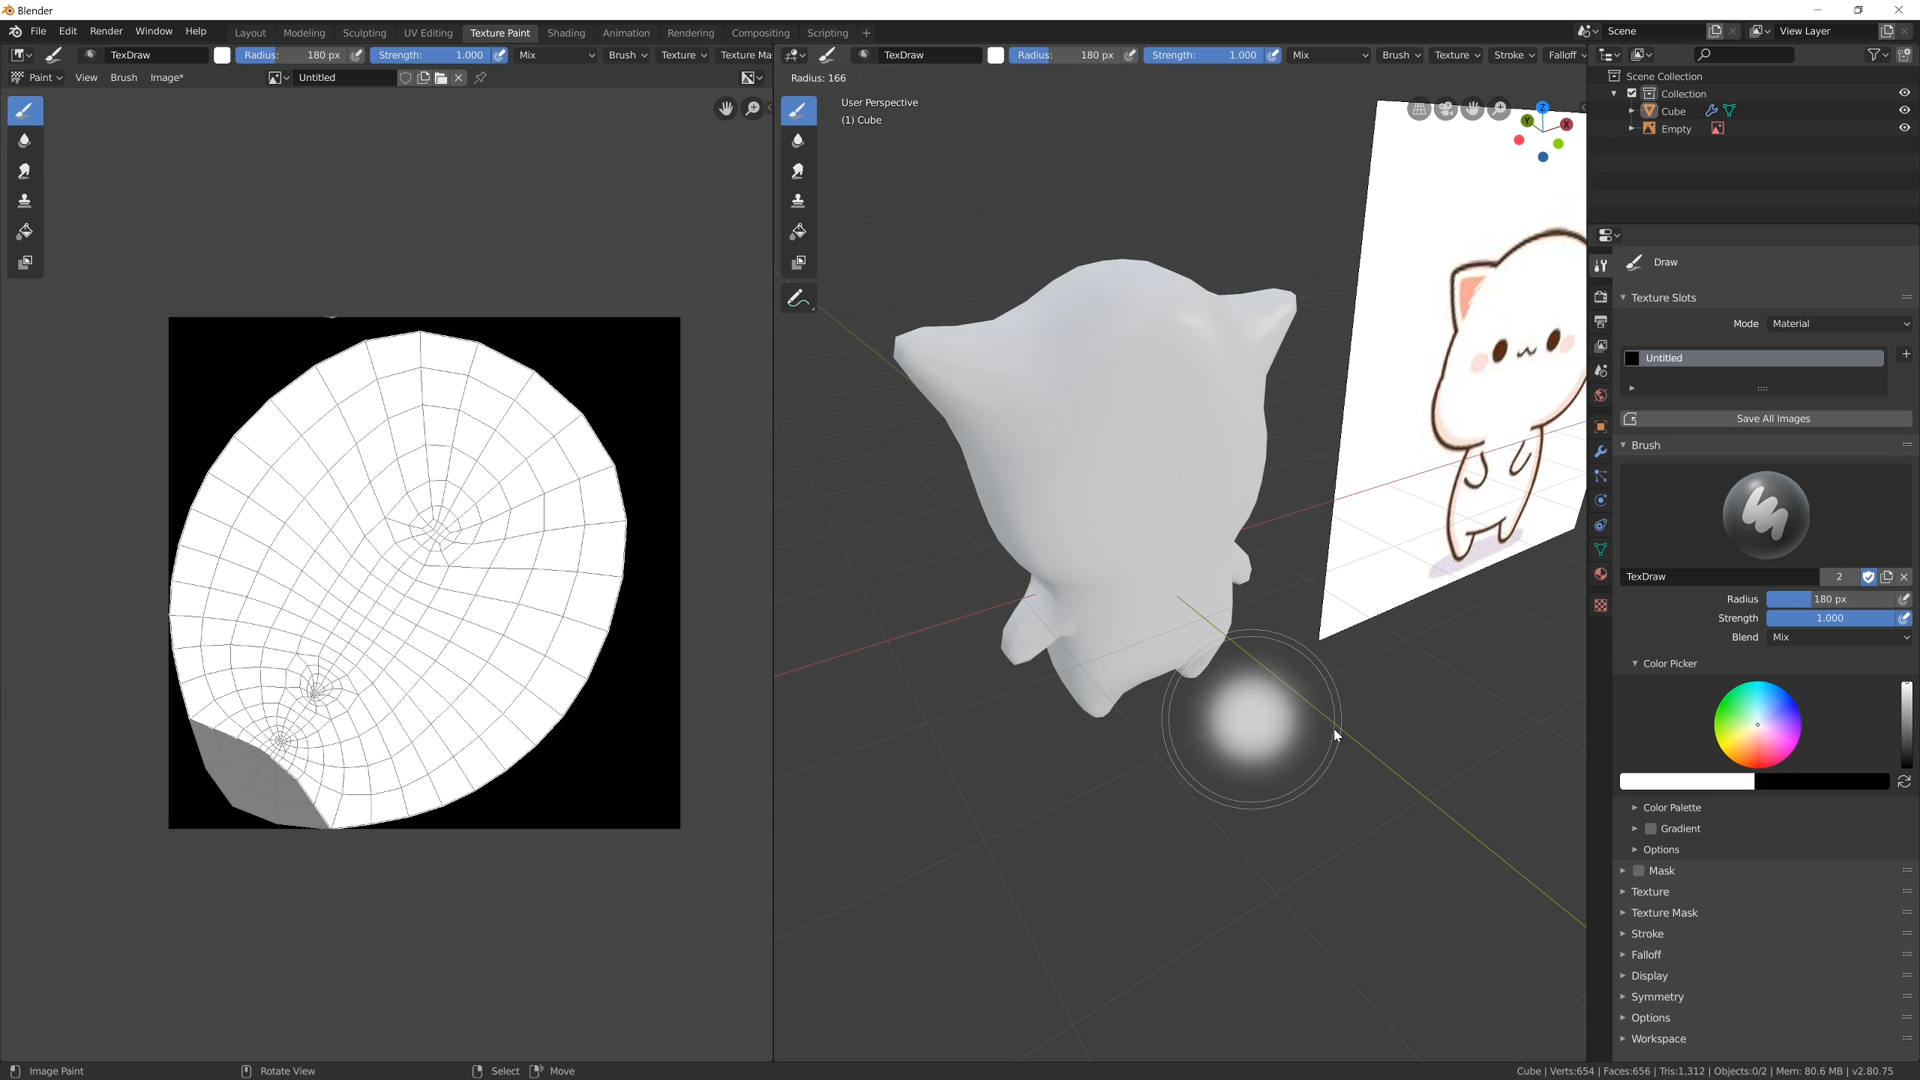 Blender
File Edit Render Window Help Layout Modeling Sculpting UV Editing Texture Paint Shading Animation Rendering Compositing Scripting + Scene View Layer
TexDraw Radius: 180 px Strength: 1.000 Mix Brush Texture Texture Ma
TexDraw Radius: 180 px Strength: 1.000 Mix Brush Texture Stroke Falloff
Paint View Brush Image* Untitled
Radius: 166
User Perspective
(1) Cube
Z
Y
X
Scene Collection
Collection
Cube
Empty
Draw
Texture Slots
Mode Material
Untitled
Save All Images
Brush
TexDraw 2
Radius 180 px
Strength 1.000
Blend Mix
Color Picker
Color Palette
Gradient
Options
Mask
Texture
Texture Mask
Stroke
Falloff
Display
Symmetry
Options
Workspace
Image Paint Rotate View Select Move Cube | Verts:654 | Faces:656 | Tris:1,312 | Objects:0/2 | Mem: 80.6 MB | v2.80.75